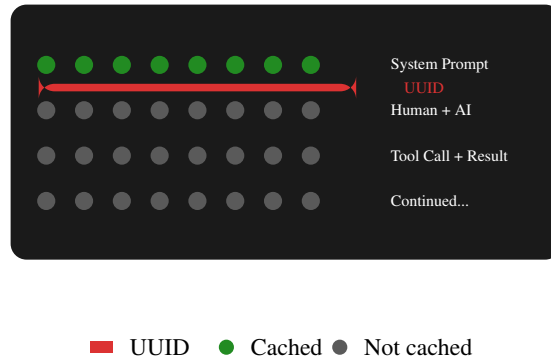 System Prompt
UUID
Human + AI
Tool Call + Result
Continued...
UUID Cached Not cached